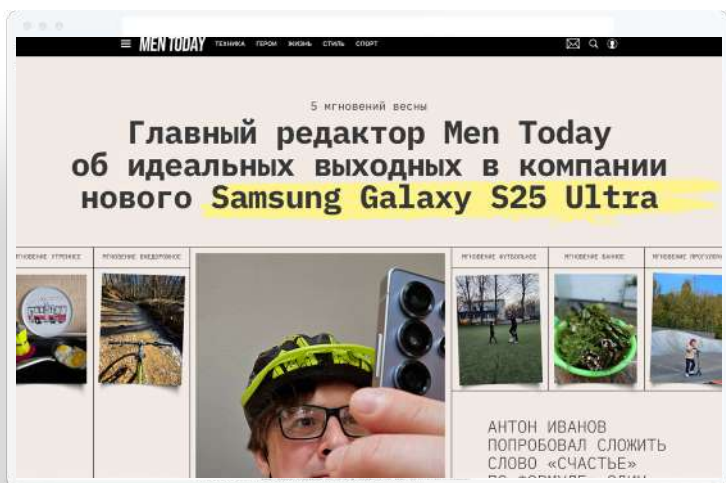 MEN TODAY ТЕХНИКА ГЕРОИ ЖИЗНЬ СТИЛЬ СПОРТ
5 мгновений весны
Главный редактор Men Today
об идеальных выходных в компании
нового Samsung Galaxy S25 Ultra
МГНОВЕНИЕ УТРЕННЕЕ МГНОВЕНИЕ МГНОВЕНИЕ ФУТБОЛЬНОЕ МГНОВЕНИЕ БАННОЕ МГНОВЕНИЕ
АНТОН ИВАНОВ
ПОПРОБОВАЛ СЛОЖИТЬ
СЛОВО «СЧАСТЬЕ»